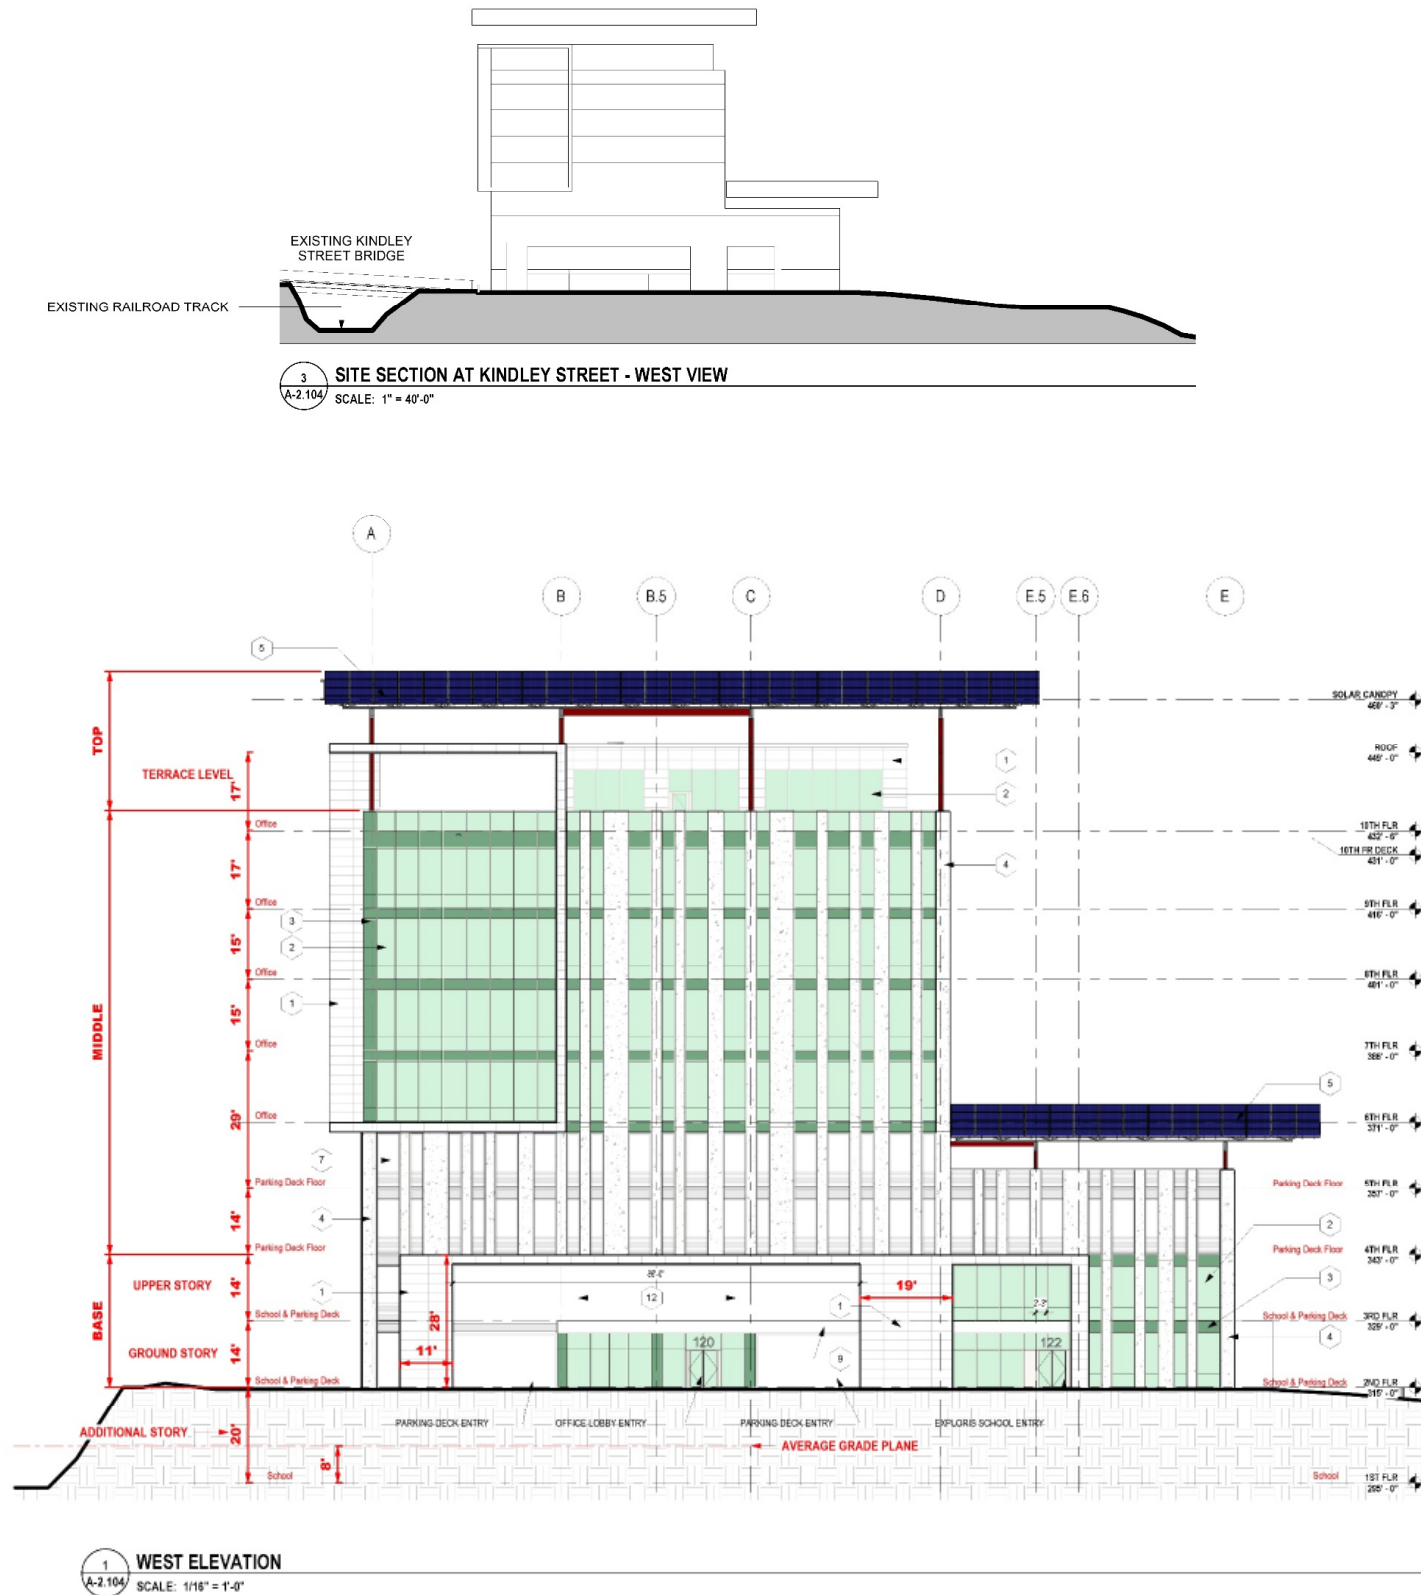 EXISTING KINDLEY
STREET BRIDGE
EXISTING RAILROAD TRACK
3
A-2.104
SITE SECTION AT KINDLEY STREET - WEST VIEW
SCALE: 1" = 40'-0"
A
B
B.5
C
D
E.5
E.6
E
5
SOLAR CANOPY
TOP
ROOF
449' - 0"
TERRACE LEVEL
17'
1
2
Office
10TH FLR
432' - 6"
10TH FR DECK
431' - 0"
17'
4
Office
9TH FLR
416' - 0"
3
15'
2
Office
8TH FLR
401' - 0"
1
15'
MIDDLE
Office
7TH FLR
386' - 0"
5
Office
6TH FLR
371' - 0"
29'
7
Parking Deck Floor
Parking Deck Floor
5TH FLR
357' - 0"
4
14'
2
Parking Deck Floor
Parking Deck Floor
4TH FLR
343' - 0"
UPPER STORY
14'
1
12
1
19'
3
BASE
28'
School & Parking Deck
School & Parking Deck
3RD FLR
329' - 0"
4
GROUND STORY
14'
11'
120
122
9
School & Parking Deck
School & Parking Deck
2ND FLR
315' - 0"
PARKING DECK ENTRY
OFFICE LOBBY ENTRY
PARKING DECK ENTRY
EXPLORIS SCHOOL ENTRY
ADDITIONAL STORY
20'
AVERAGE GRADE PLANE
8'
School
School
1ST FLR
295' - 0"
1
A-2.104
WEST ELEVATION
SCALE: 1/16" = 1'-0"